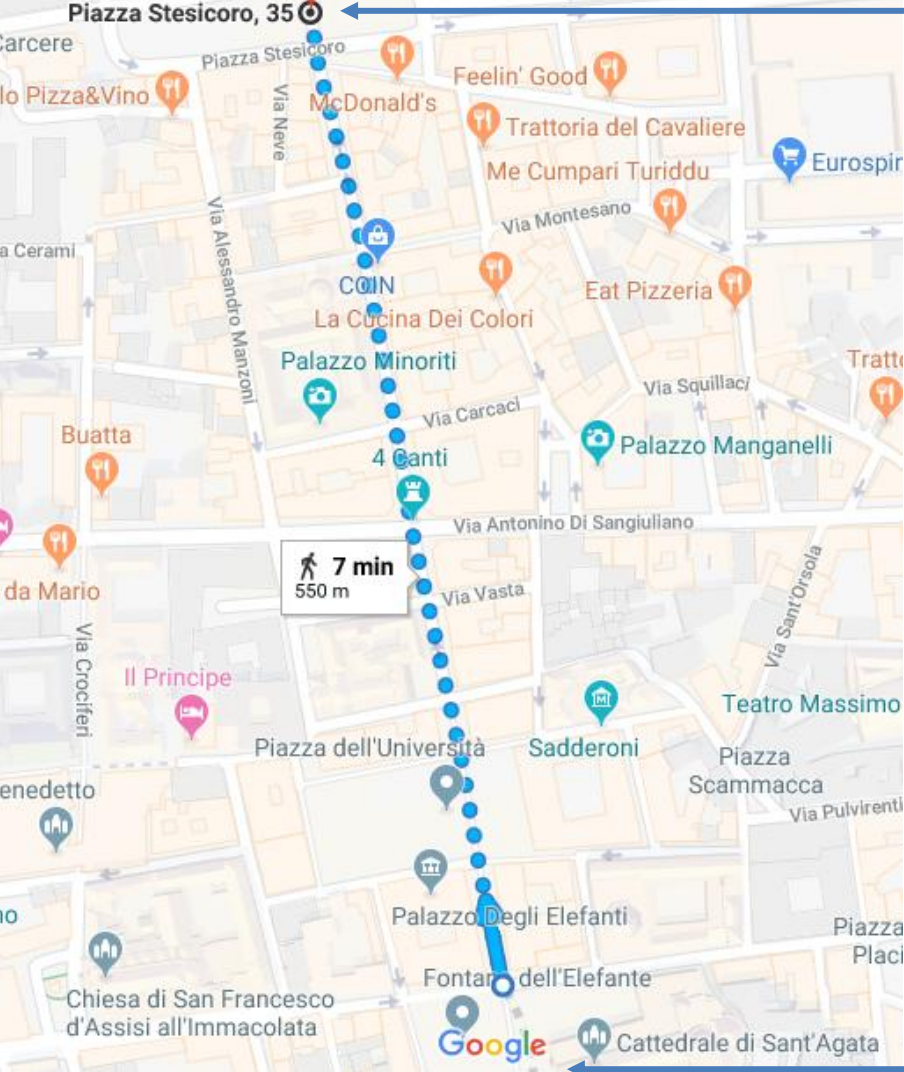 Piazza Stesicoro, 35
Carcere
Piazza Stesicoro
Feelin' Good
lo Pizza&Vino
McDonald's
Via Neve
Trattoria del Cavaliere
Me Cumpari Turiddu
Eurospin
Via Montesano
Via Alessandro Manzoni
a Cerami
COIN
Eat Pizzeria
La Cucina Dei Colori
Palazzo Minoriti
Tratto
Via Squillaci
Via Carcaci
Buatta
Palazzo Manganelli
4 Canti
Via Antonino Di Sangiuliano
7 min
550 m
da Mario
Via Vasta
Via Sant'Orsola
Via Crociferi
Il Principe
Teatro Massimo
Piazza dell'Università
Sadderoni
Piazza
Scammacca
enedetto
Via Pulvirenti
no
Palazzo Degli Elefanti
Piazza
Placi
Fontana dell'Elefante
Chiesa di San Francesco
d'Assisi all'Immacolata
Google
Cattedrale di Sant'Agata